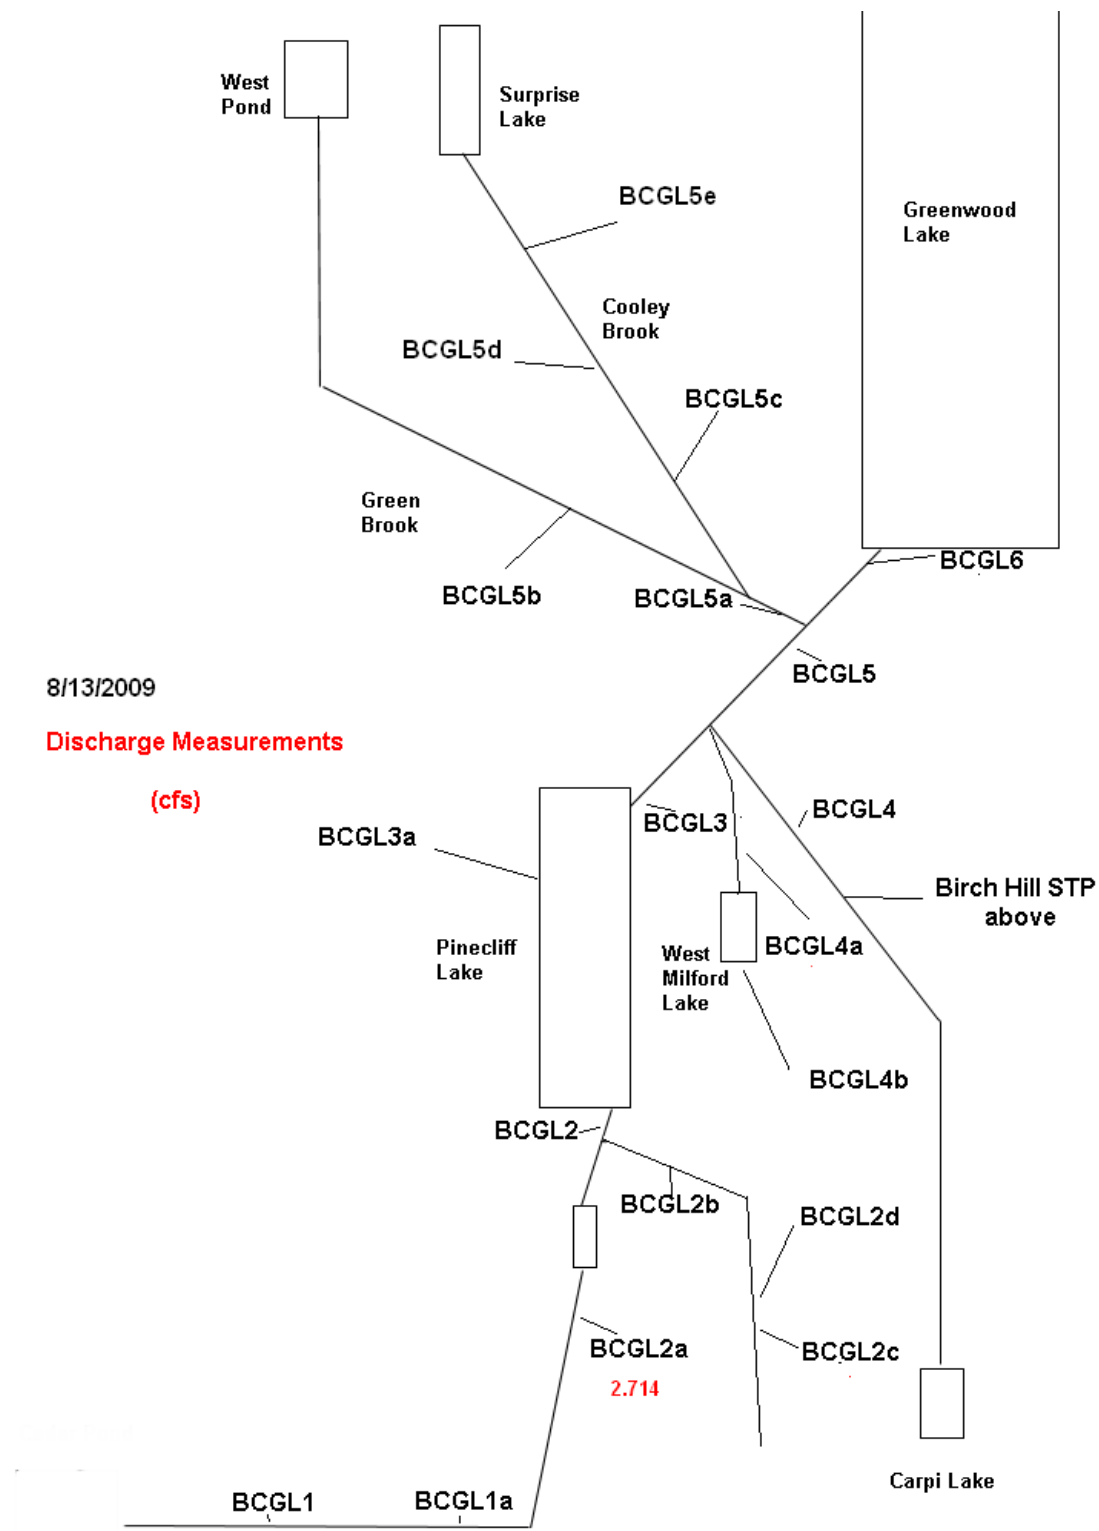 West
Pond
Surprise
Lake
BCGL5e
Greenwood
Lake
Cooley
Brook
BCGL5d
BCGL5c
Green
Brook
BCGL6
BCGL5b
BCGL5a
BCGL5
8/13/2009
Discharge Measurements
(cfs)
BCGL3a
BCGL3
BCGL4
Birch Hill STP
above
Pinecliff
Lake
West
Milford
Lake
BCGL4a
BCGL4b
BCGL2
BCGL2b
BCGL2d
BCGL2a
2.714
BCGL2c
Carpi Lake
BCGL1
BCGL1a